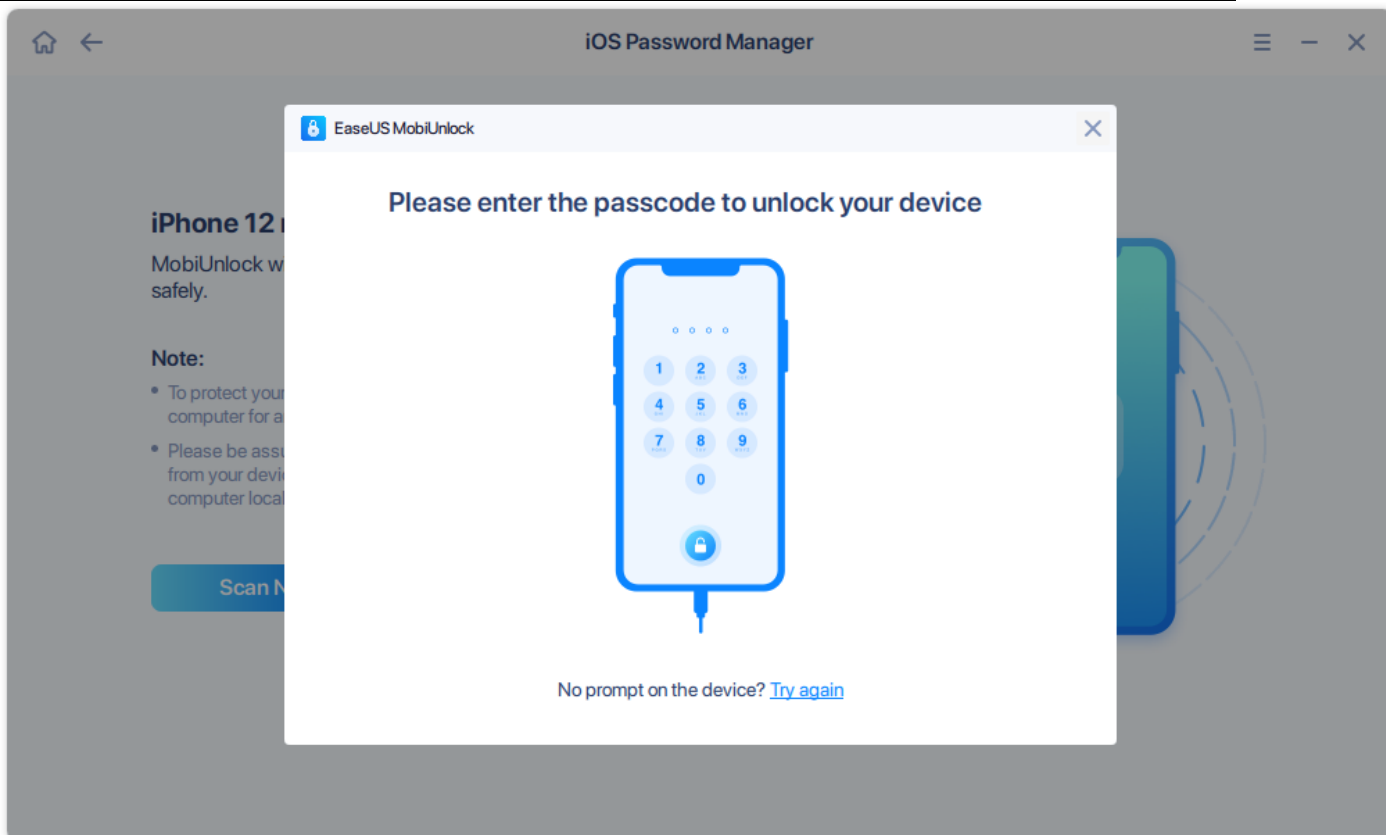 iOS Password Manager
EaseUS MobiUnlock
Please enter the passcode to unlock your device
iPhone 12
MobiUnlock w
safely.
Note:
To protect your
computer for a
Please be assu
from your devi
computer local
Scan N
1 2 3
4 5 6
7 8 9
0
No prompt on the device? Try again